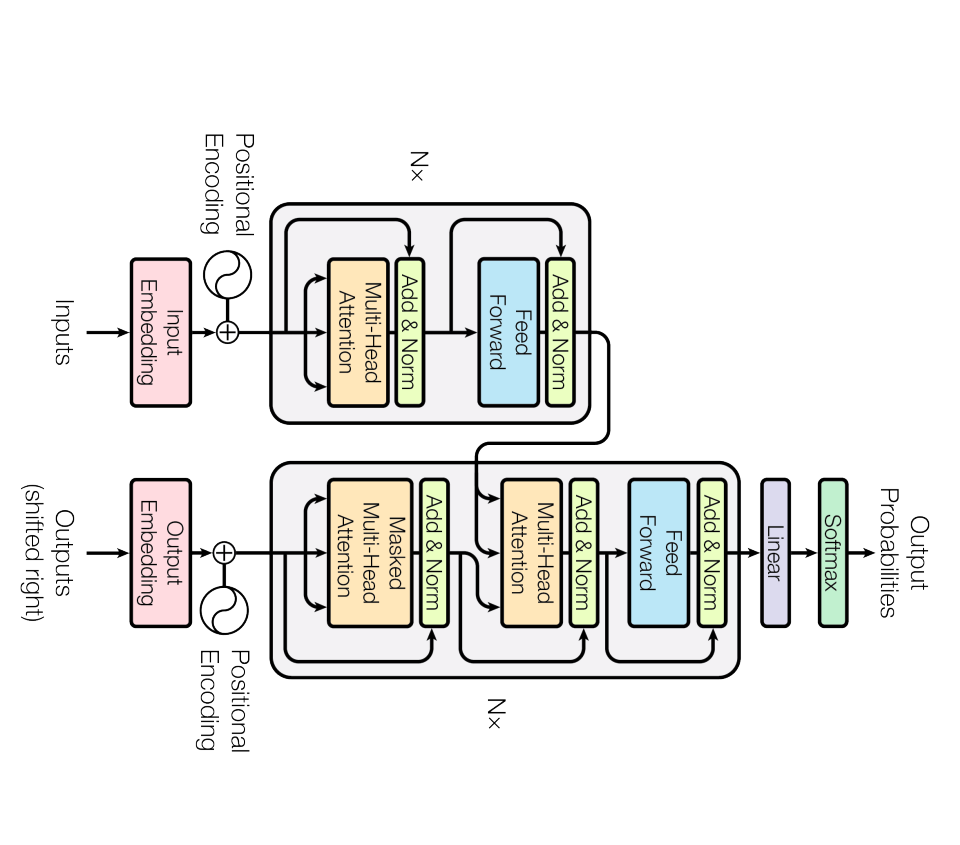 Output
Probabilities
Softmax
Linear
Add & Norm
Feed
Forward
Add & Norm
Multi-Head
Attention
Add & Norm
Masked
Multi-Head
Attention
Nx
Positional
Encoding
Output
Embedding
Outputs
(shifted right)
Add & Norm
Feed
Forward
Add & Norm
Multi-Head
Attention
Nx
Positional
Encoding
Input
Embedding
Inputs